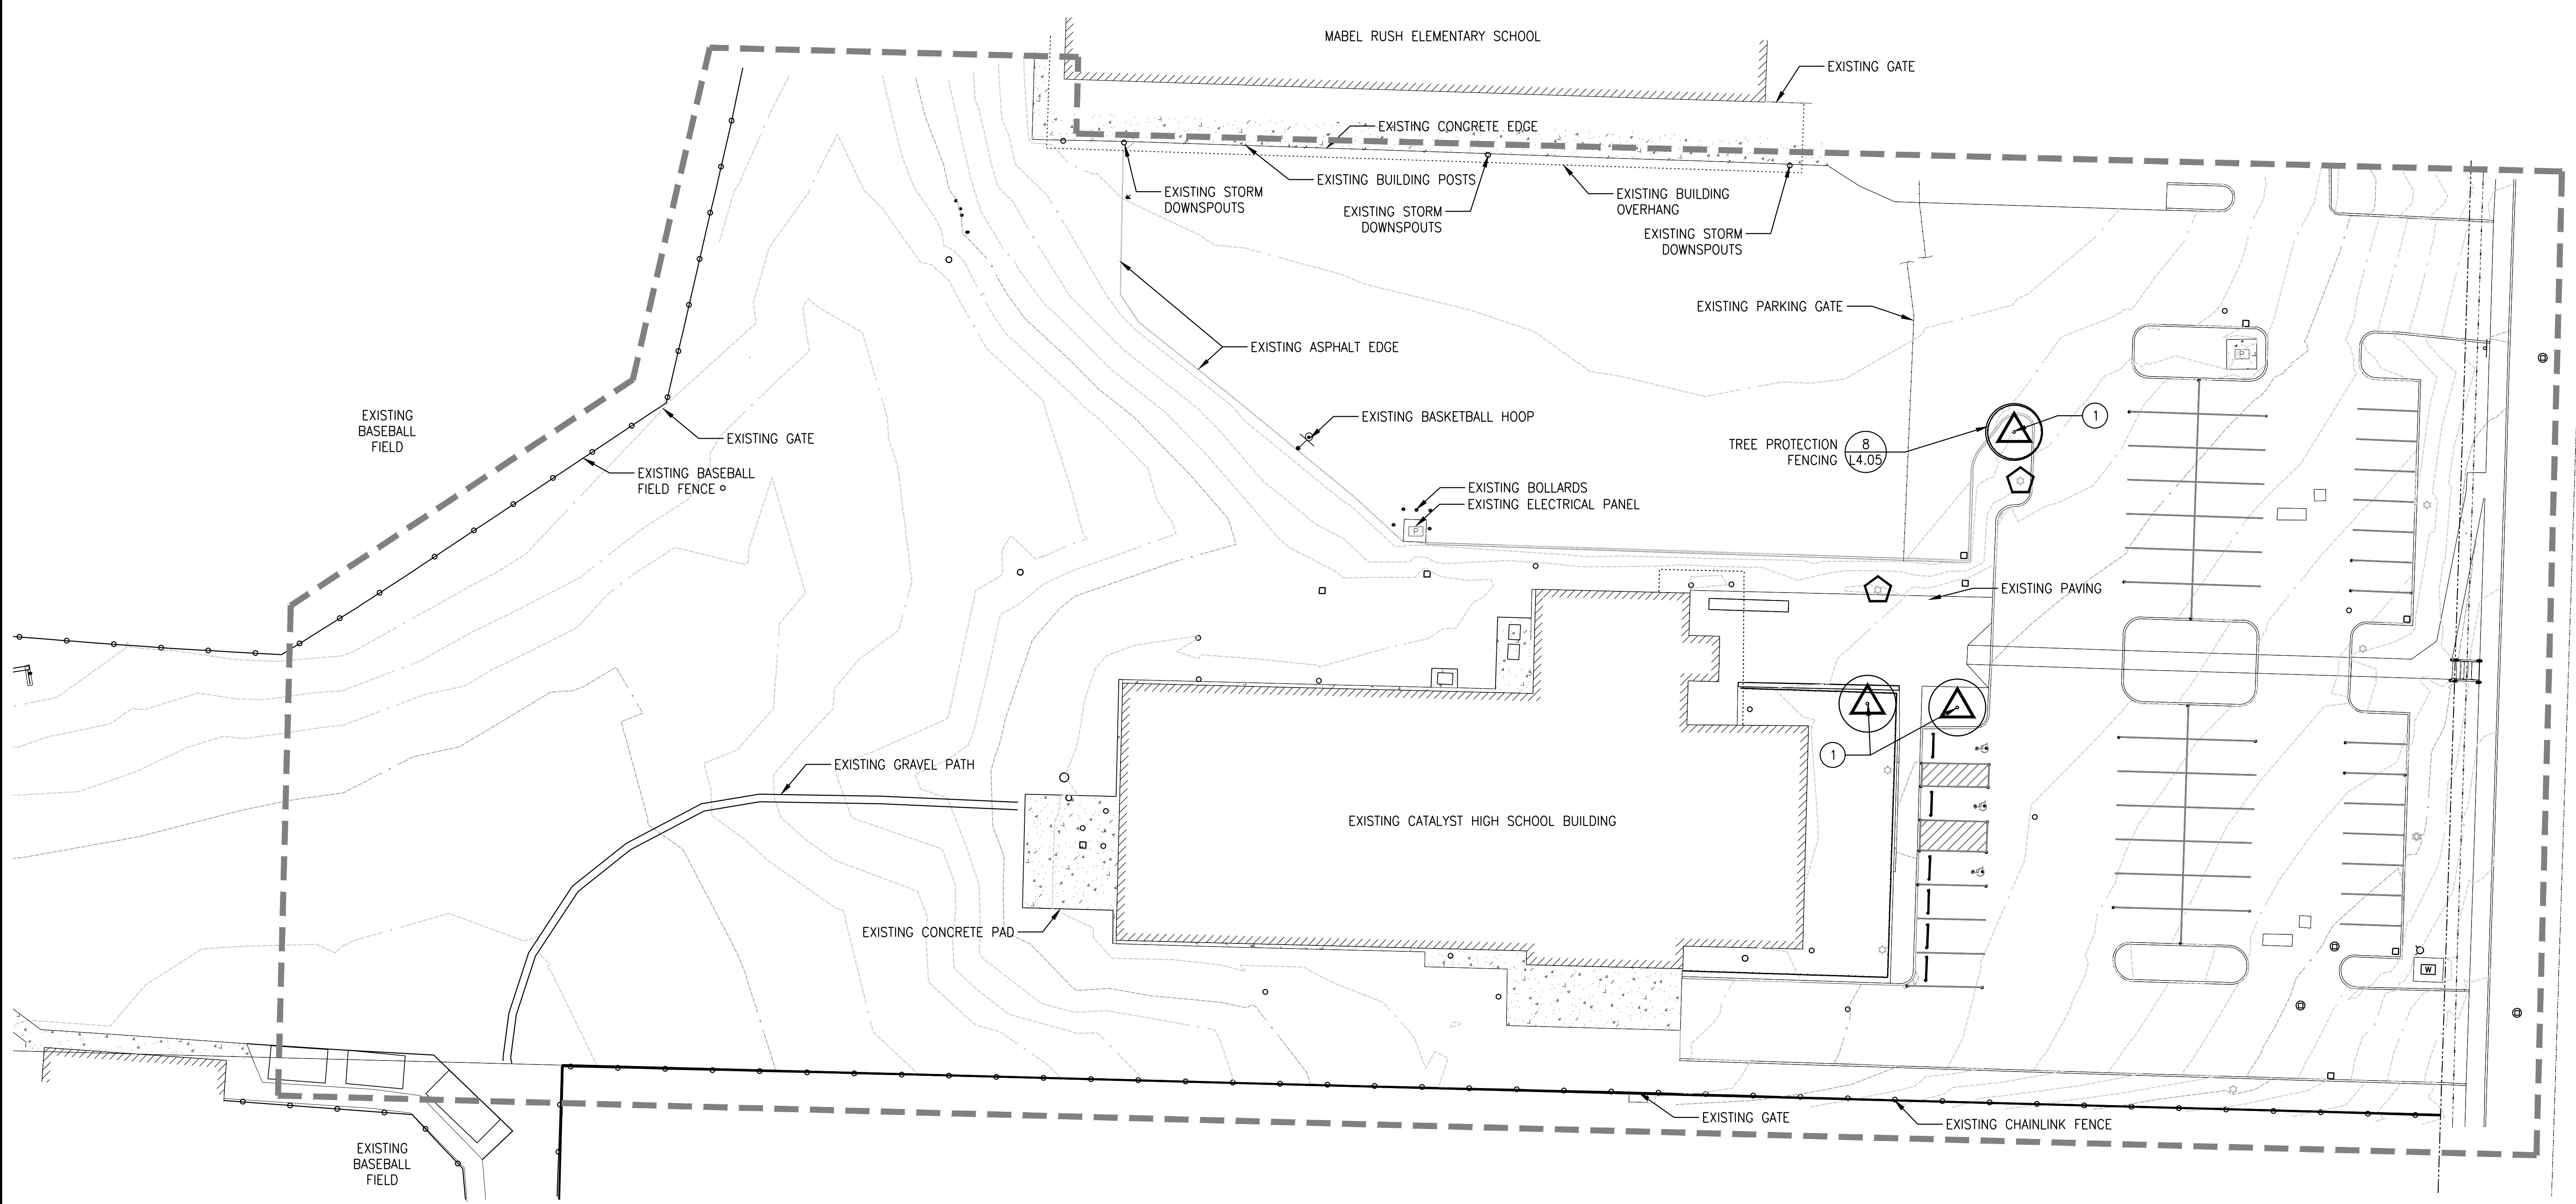 MABEL RUSH ELEMENTARY SCHOOL
EXISTING GATE
EXISTING CONCRETE EDGE
EXISTING BUILDING POSTS
EXISTING STORM
DOWNSPOUTS
EXISTING STORM
DOWNSPOUTS
EXISTING BUILDING
OVERHANG
EXISTING STORM
DOWNSPOUTS
EXISTING PARKING GATE
EXISTING ASPHALT EDGE
P
EXISTING
BASEBALL
FIELD
EXISTING GATE
EXISTING BASKETBALL HOOP
1
TREE PROTECTION
FENCING
8
L4.05
EXISTING BASEBALL
FIELD FENCE
EXISTING BOLLARDS
EXISTING ELECTRICAL PANEL
P
EXISTING PAVING
1
EXISTING GRAVEL PATH
EXISTING CATALYST HIGH SCHOOL BUILDING
EXISTING CONCRETE PAD
W
EXISTING GATE
EXISTING CHAINLINK FENCE
EXISTING
BASEBALL
FIELD